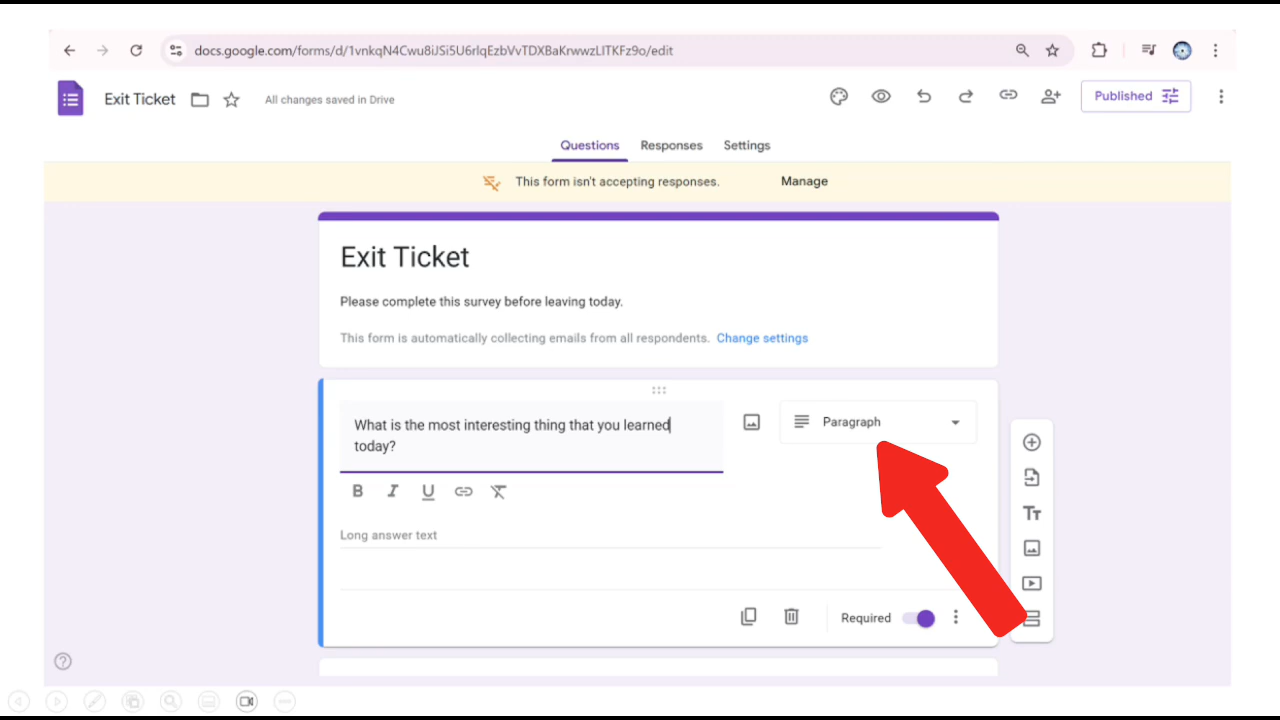 docs.google.com/forms/d/1vnkqN4Cwu8iJSi5U6rlqEzbVvTDXBaKrwwzLITKFz9o/edit
Exit Ticket
All changes saved in Drive
Published
Questions
Responses
Settings
This form isn't accepting responses.
Manage
Exit Ticket
Please complete this survey before leaving today.
This form is automatically collecting emails from all respondents. Change settings
What is the most interesting thing that you learned
today?
Paragraph
B I U
Long answer text
Tт
Required